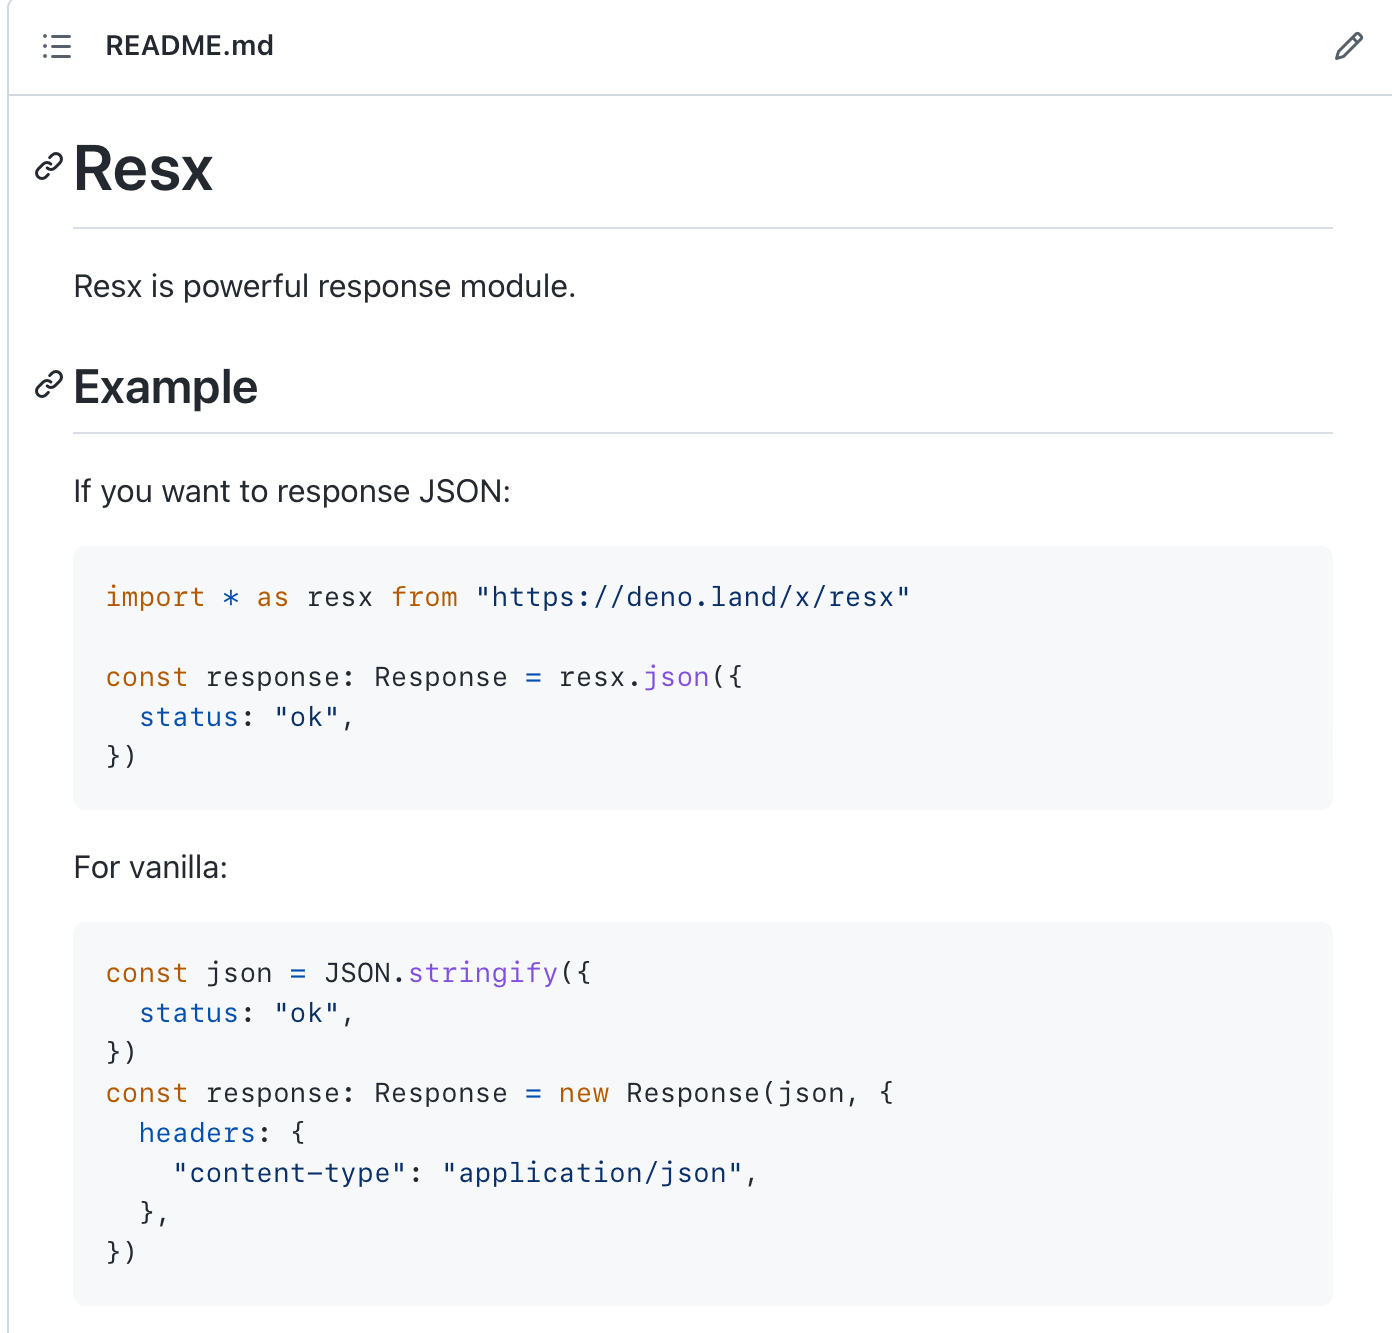 README.md
Resx
Resx is powerful response module.
Example
If you want to response JSON:
import * as resx from "https://deno.land/x/resx"
const response: Response = resx.json({
  status: "ok",
})
For vanilla:
const json = JSON.stringify({
  status: "ok",
})
const response: Response = new Response(json, {
  headers: {
    "content-type": "application/json",
  },
})